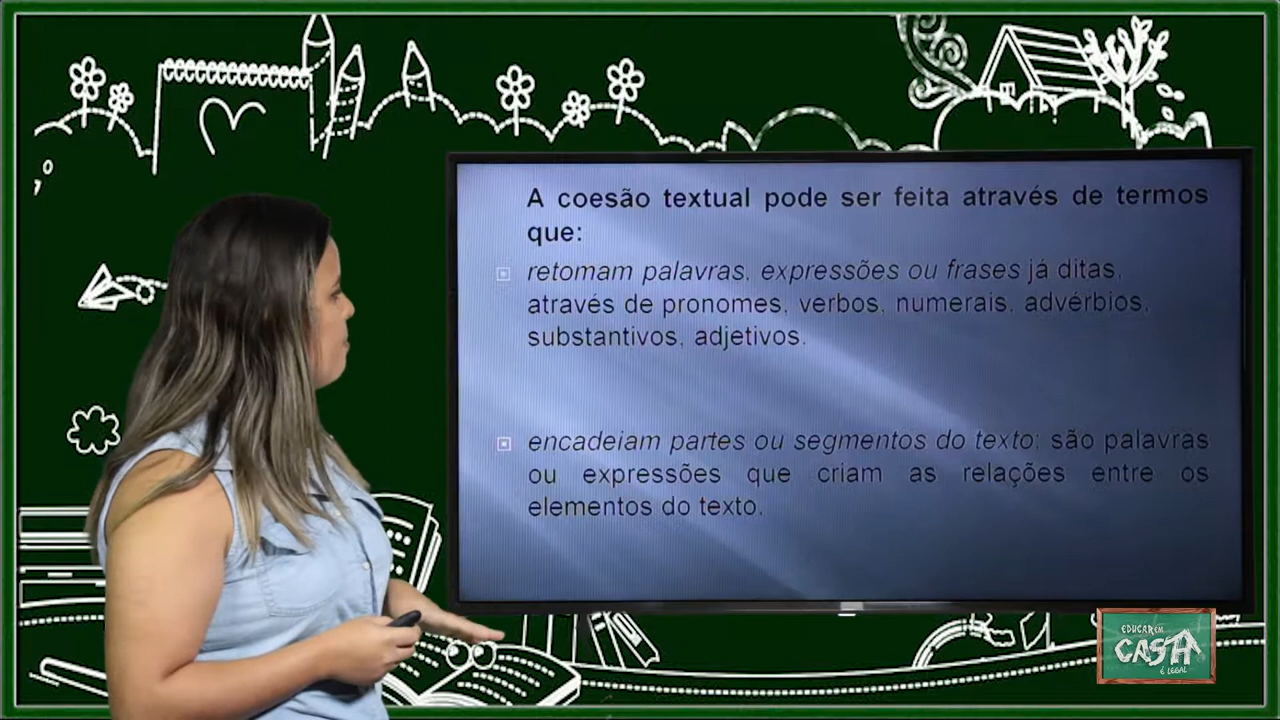 A coesão textual pode ser feita através de termos
que:
retomam palavras, expressões ou frases já ditas,
através de pronomes, verbos, numerais, advérbios,
substantivos, adjetivos.
encadeiam partes ou segmentos do texto: são palavras
ou expressões que criam as relações entre os
elementos do texto.
EDUCAR EM
CASA
É LEGAL